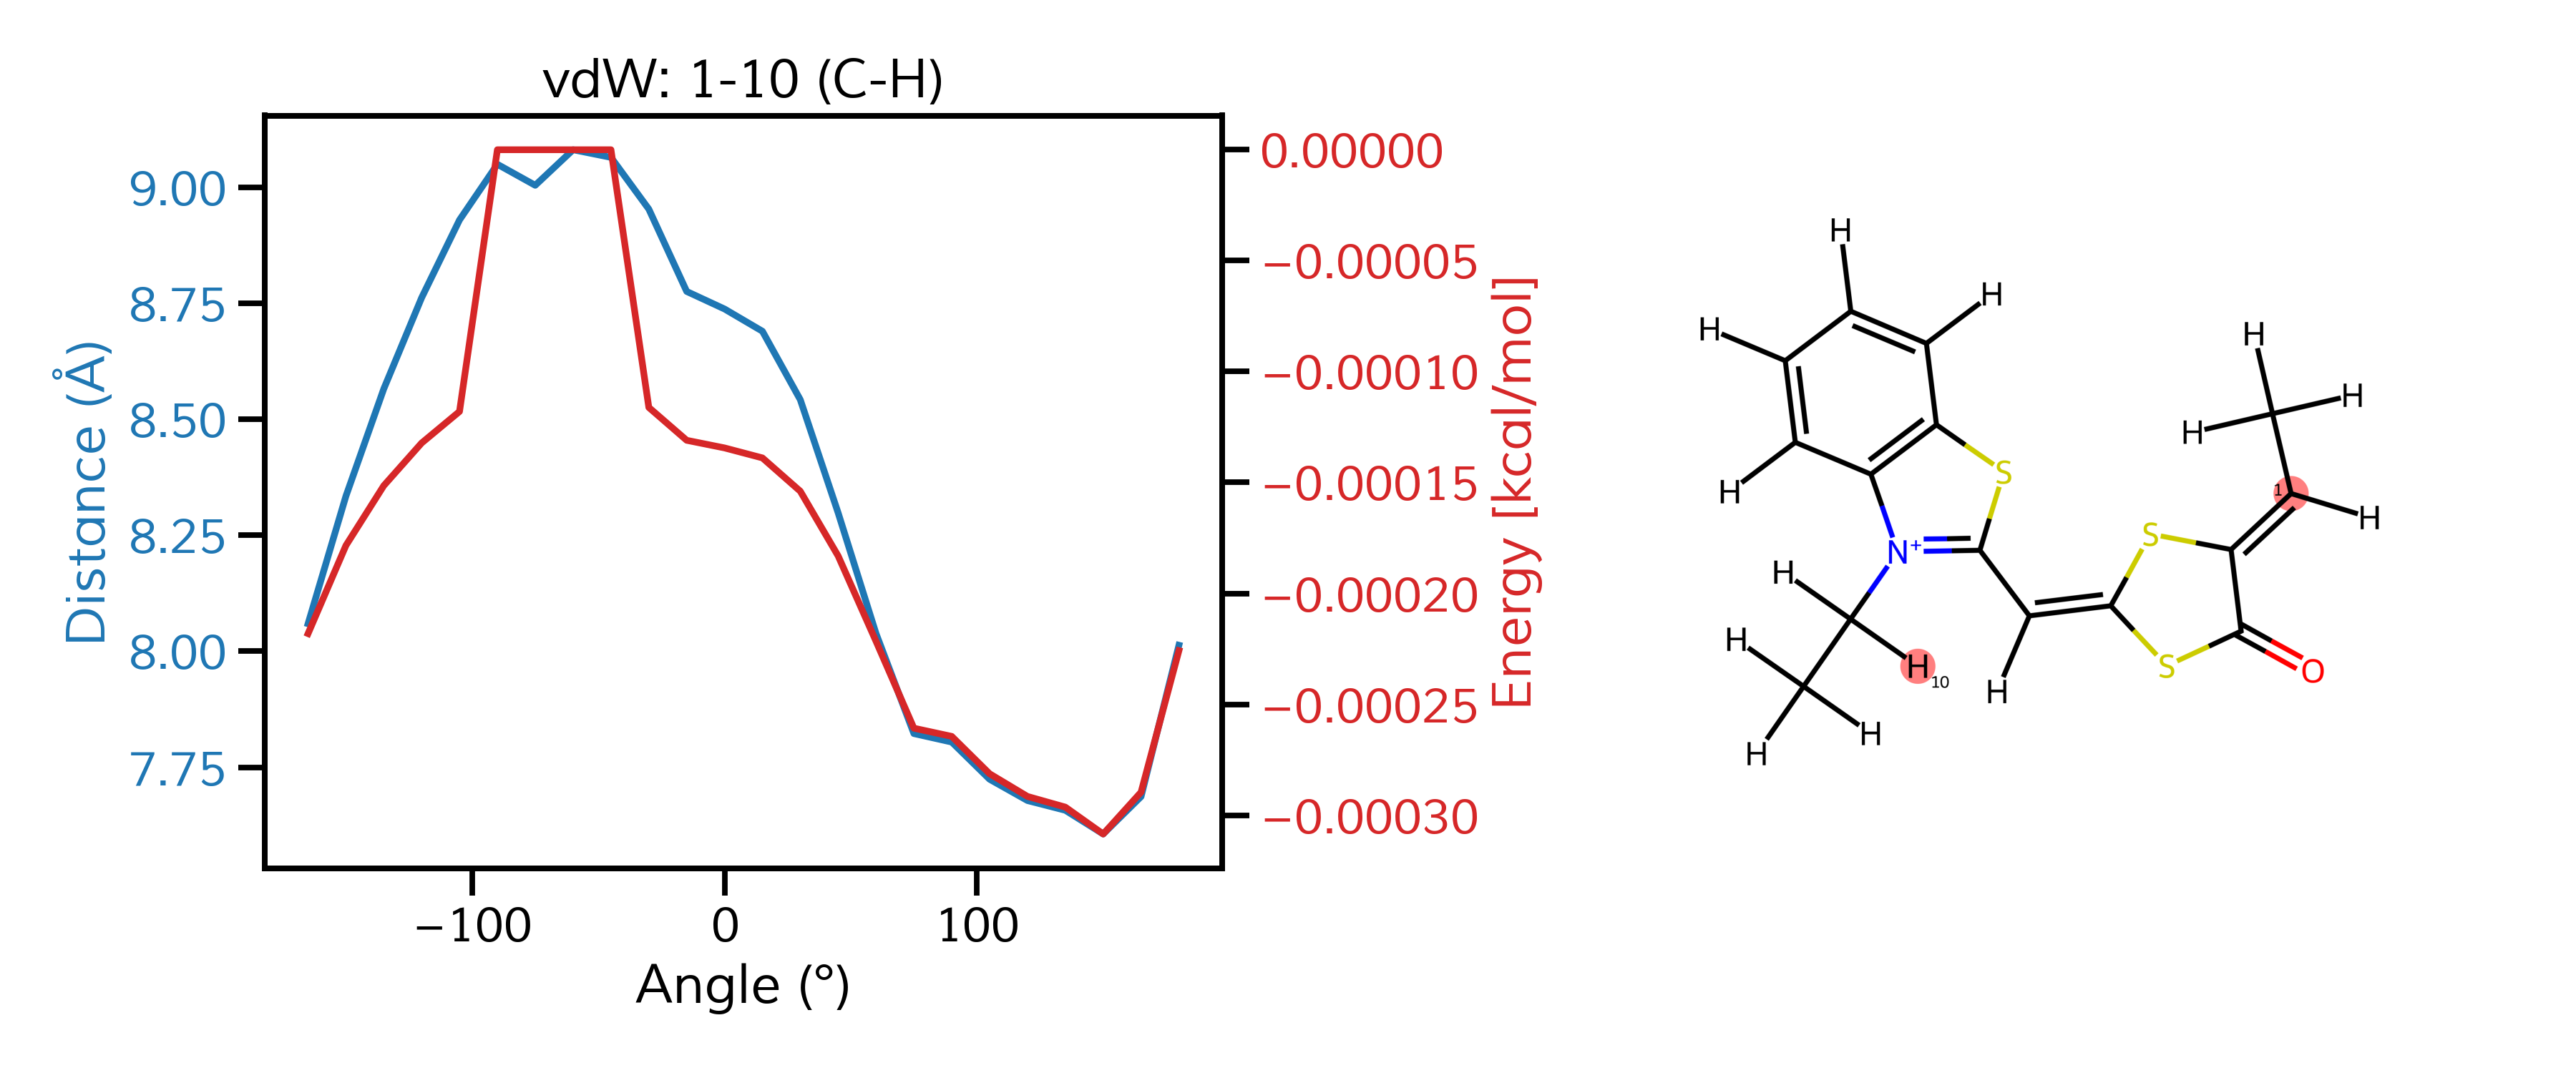 vdW: 1-10 (C-H)
9.00
8.75
8.50
8.25
8.00
7.75
Distance (Å)
0.00000
−0.00005
−0.00010
−0.00015
−0.00020
−0.00025
−0.00030
Energy [kcal/mol]
−100
0
100
Angle (°)
H
H
H
H
H
H
H
S
H
1
H
S
N+
H
H
H
10
H
S
O
H
H